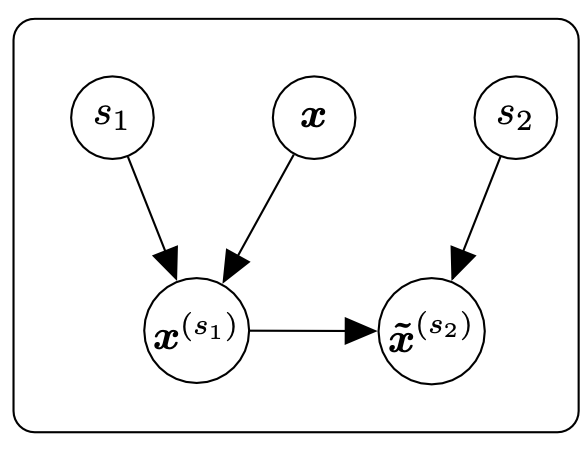 s₁ x s₂
x^(s₁) x̃^(s₂)